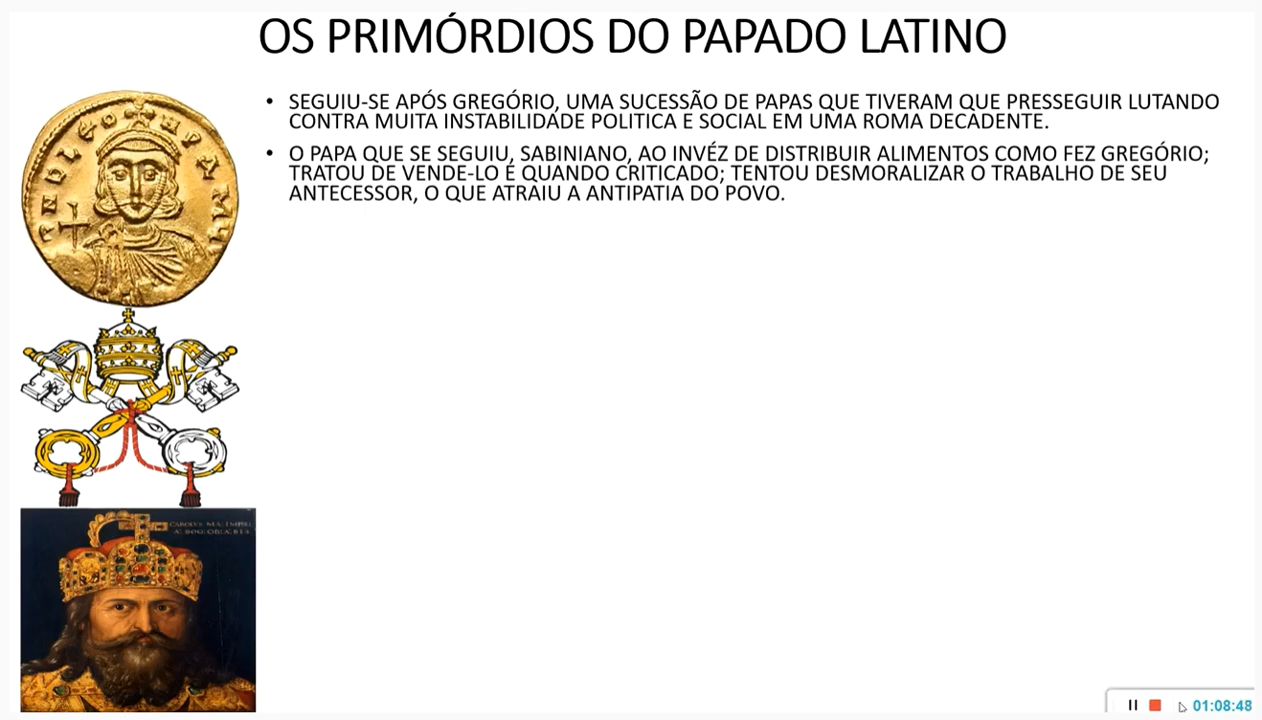 OS PRIMÓRDIOS DO PAPADO LATINO
• SEGUIU-SE APÓS GREGÓRIO, UMA SUCESSÃO DE PAPAS QUE TIVERAM QUE PRESSEGUIR LUTANDO
CONTRA MUITA INSTABILIDADE POLITICA E SOCIAL EM UMA ROMA DECADENTE.
• O PAPA QUE SE SEGUIU, SABINIANO, AO INVÉZ DE DISTRIBUIR ALIMENTOS COMO FEZ GREGÓRIO;
TRATOU DE VENDE-LO E QUANDO CRITICADO; TENTOU DESMORALIZAR O TRABALHO DE SEU
ANTECESSOR, O QUE ATRAIU A ANTIPATIA DO POVO.
01:08:48